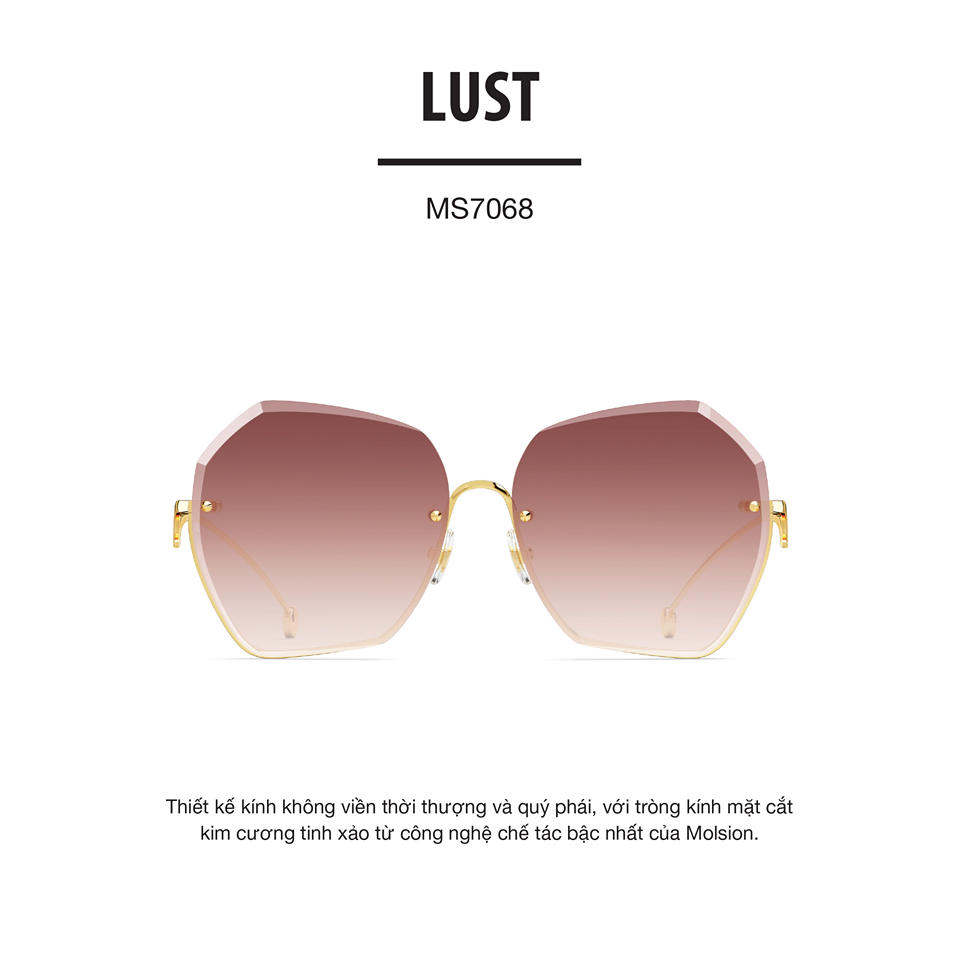 LUST
MS7068
Thiết kế kính không viền thời thượng và quý phái, với tròng kính mặt cắt
kim cương tinh xảo từ công nghệ chế tác bậc nhất của Molsion.